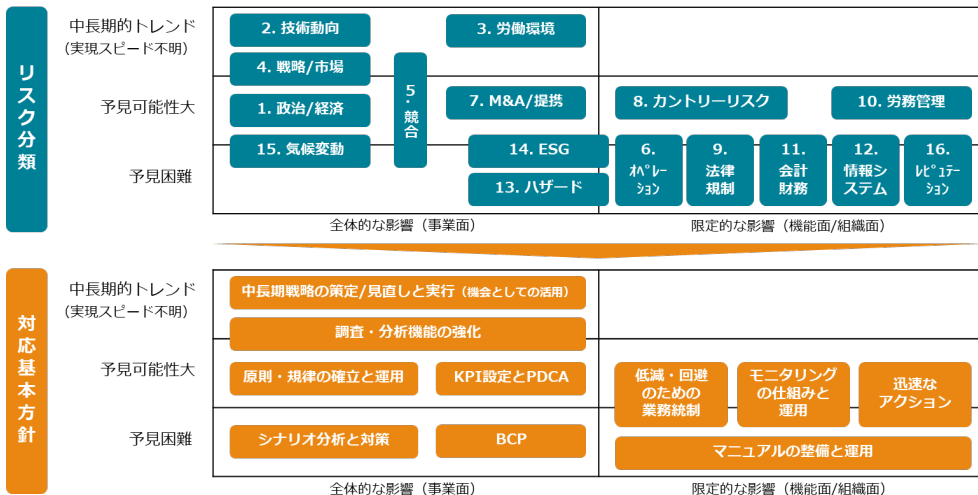 リスク分類
中長期的トレンド
(実現スピード不明)
予見可能性大
予見困難
2. 技術動向
3. 労働環境
4. 戦略/市場
5.競合
1. 政治/経済
7. M&A/提携
8. カントリーリスク
10. 労務管理
15. 気候変動
14. ESG
13. ハザード
6.
ｵﾍﾟﾚｰ
ｼｮﾝ
9.
法律
規制
11.
会計
財務
12.
情報シ
ステム
16.
ﾚﾋﾟｭﾃｰ
ｼｮﾝ
全体的な影響（事業面）
限定的な影響（機能面/組織面）
対応基本方針
中長期的トレンド
(実現スピード不明)
予見可能性大
予見困難
中長期戦略の策定/見直しと実行（機会としての活用）
調査・分析機能の強化
原則・規律の確立と運用
KPI設定とPDCA
シナリオ分析と対策
BCP
低減・回避
のための
業務統制
モニタリング
の仕組みと
運用
迅速な
アクション
マニュアルの整備と運用
全体的な影響（事業面）
限定的な影響（機能面/組織面）